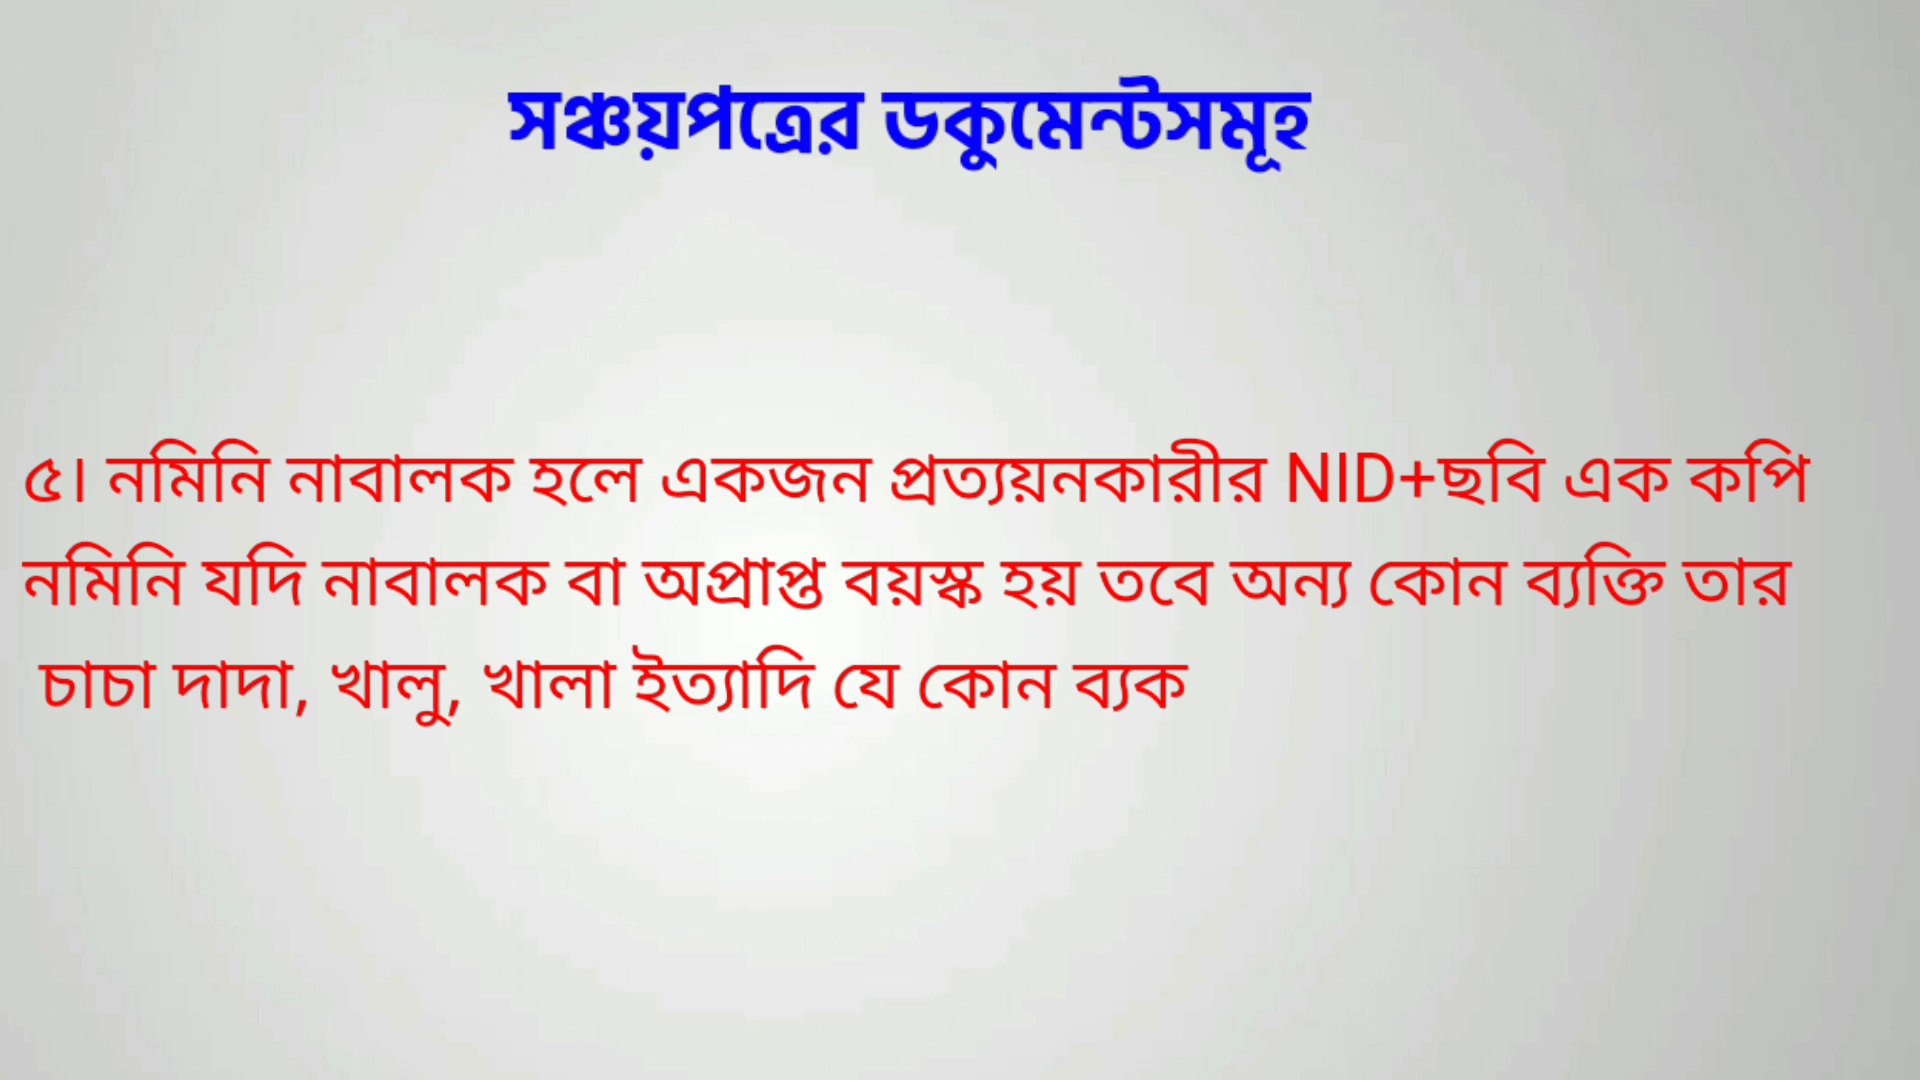 সঞ্চয়পত্রের ডকুমেন্টসমূহ
৫। নমিনি নাবালক হলে একজন প্রত্যয়নকারীর NID+ছবি এক কপি
নমিনি যদি নাবালক বা অপ্রাপ্ত বয়স্ক হয় তবে অন্য কোন ব্যক্তি তার
চাচা দাদা, খালু, খালা ইত্যাদি যে কোন ব্যক